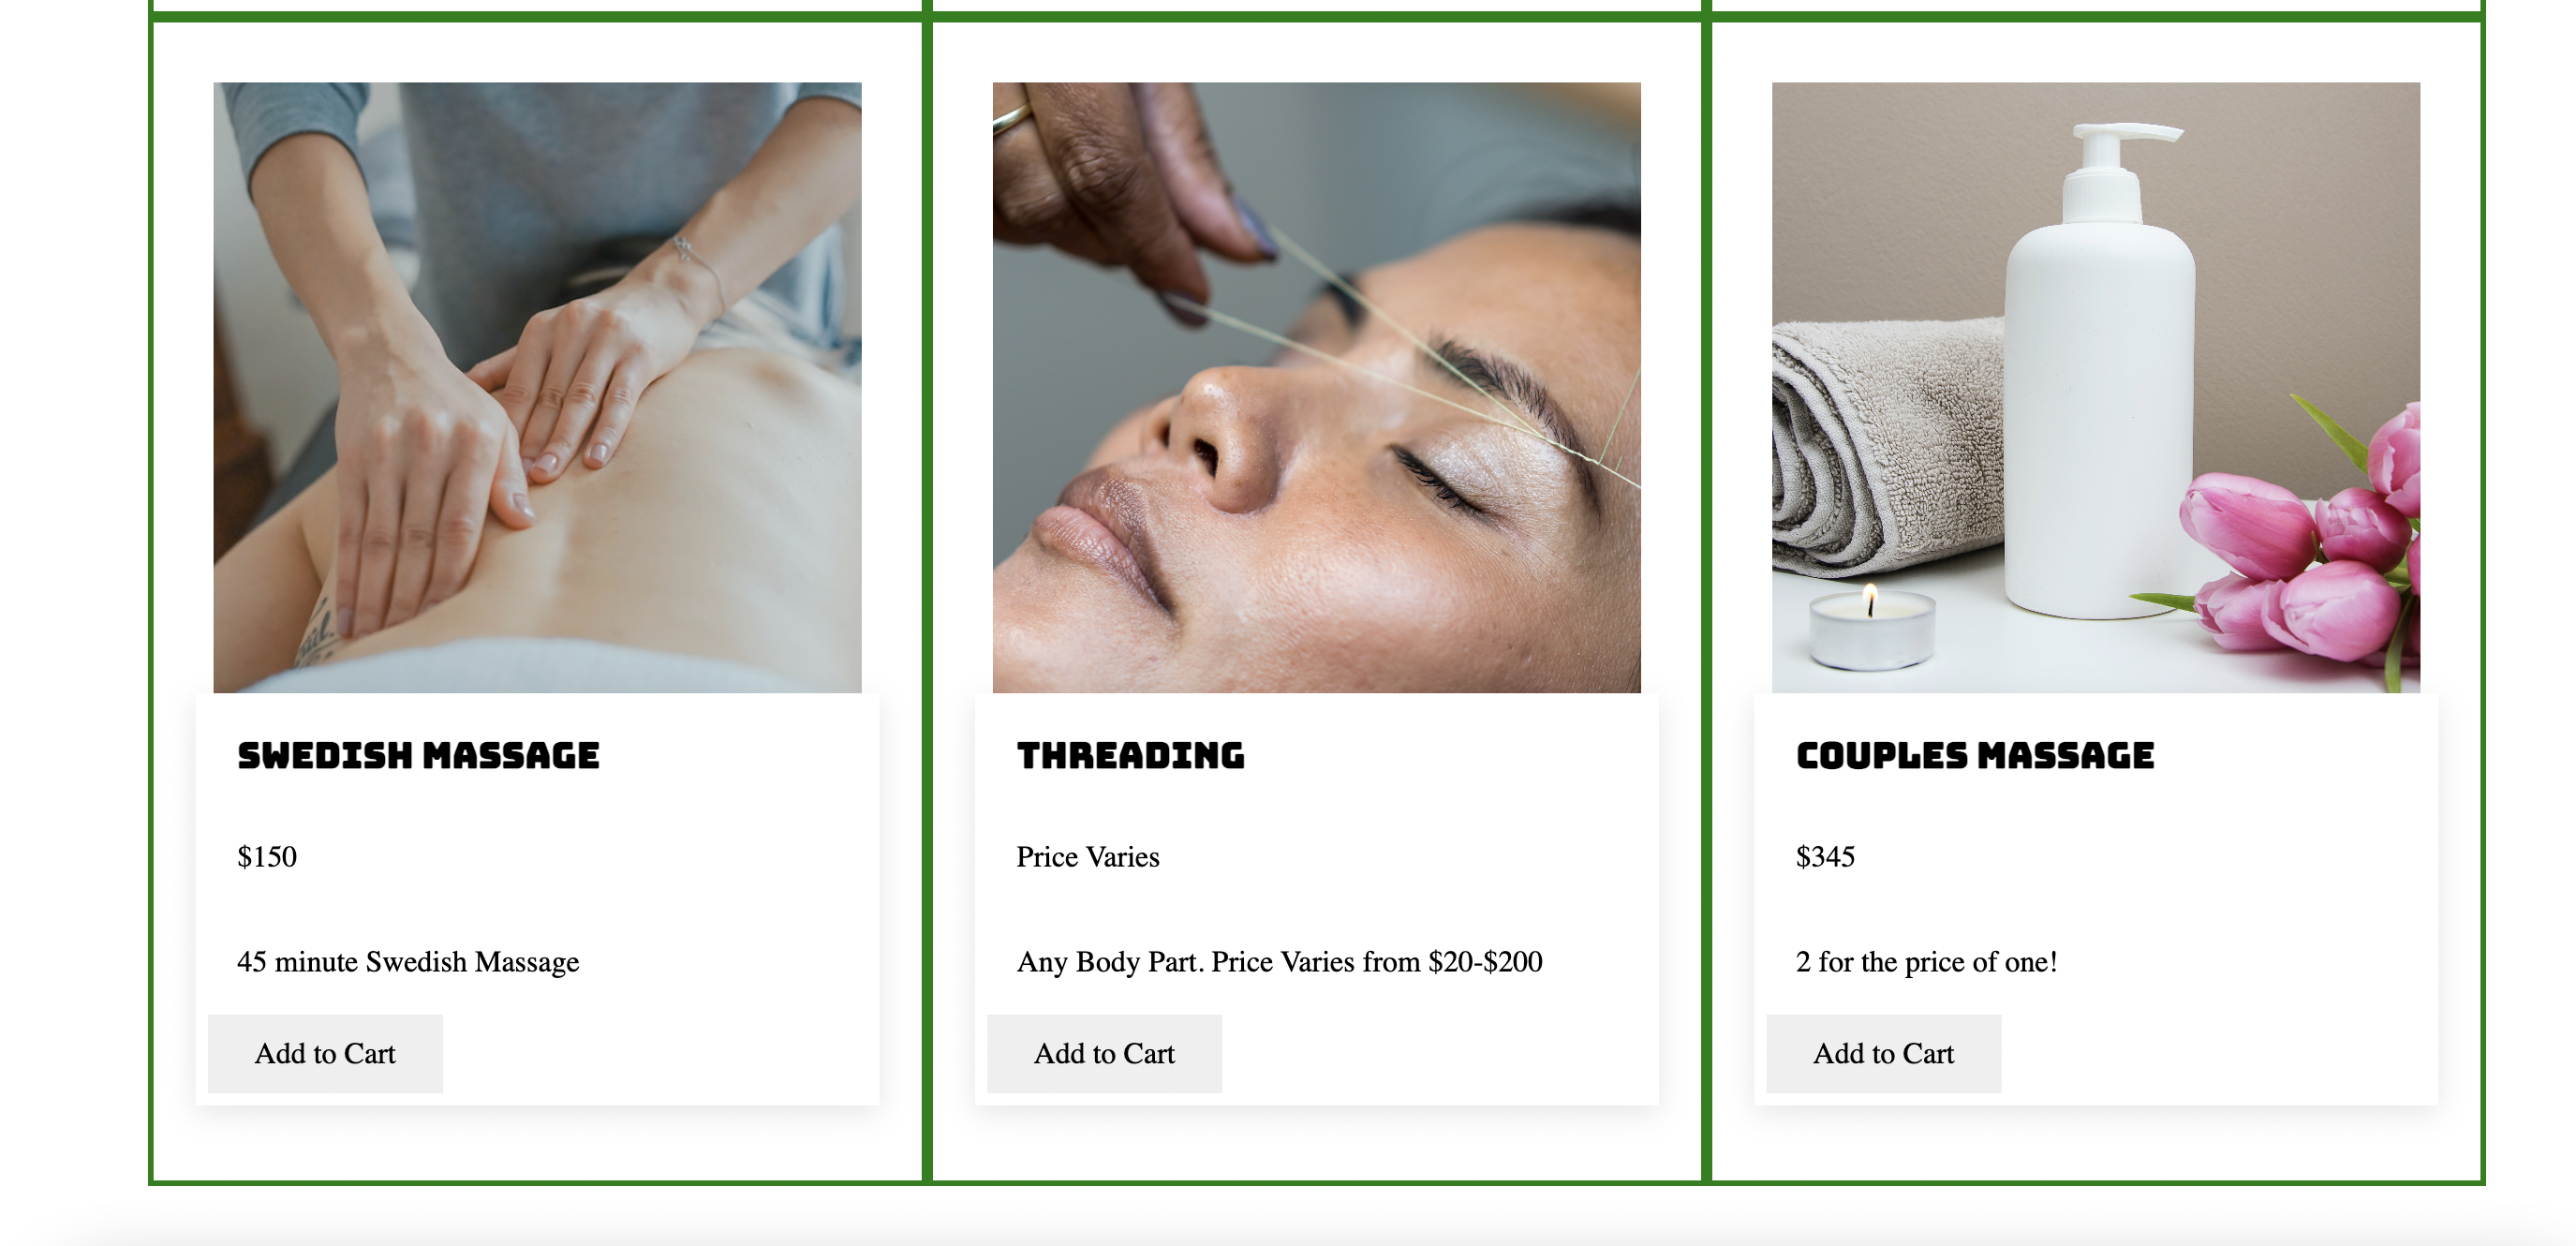 SWEDISH MASSAGE
$150
45 minute Swedish Massage
Add to Cart
THREADING
Price Varies
Any Body Part. Price Varies from $20-$200
Add to Cart
COUPLES MASSAGE
$345
2 for the price of one!
Add to Cart